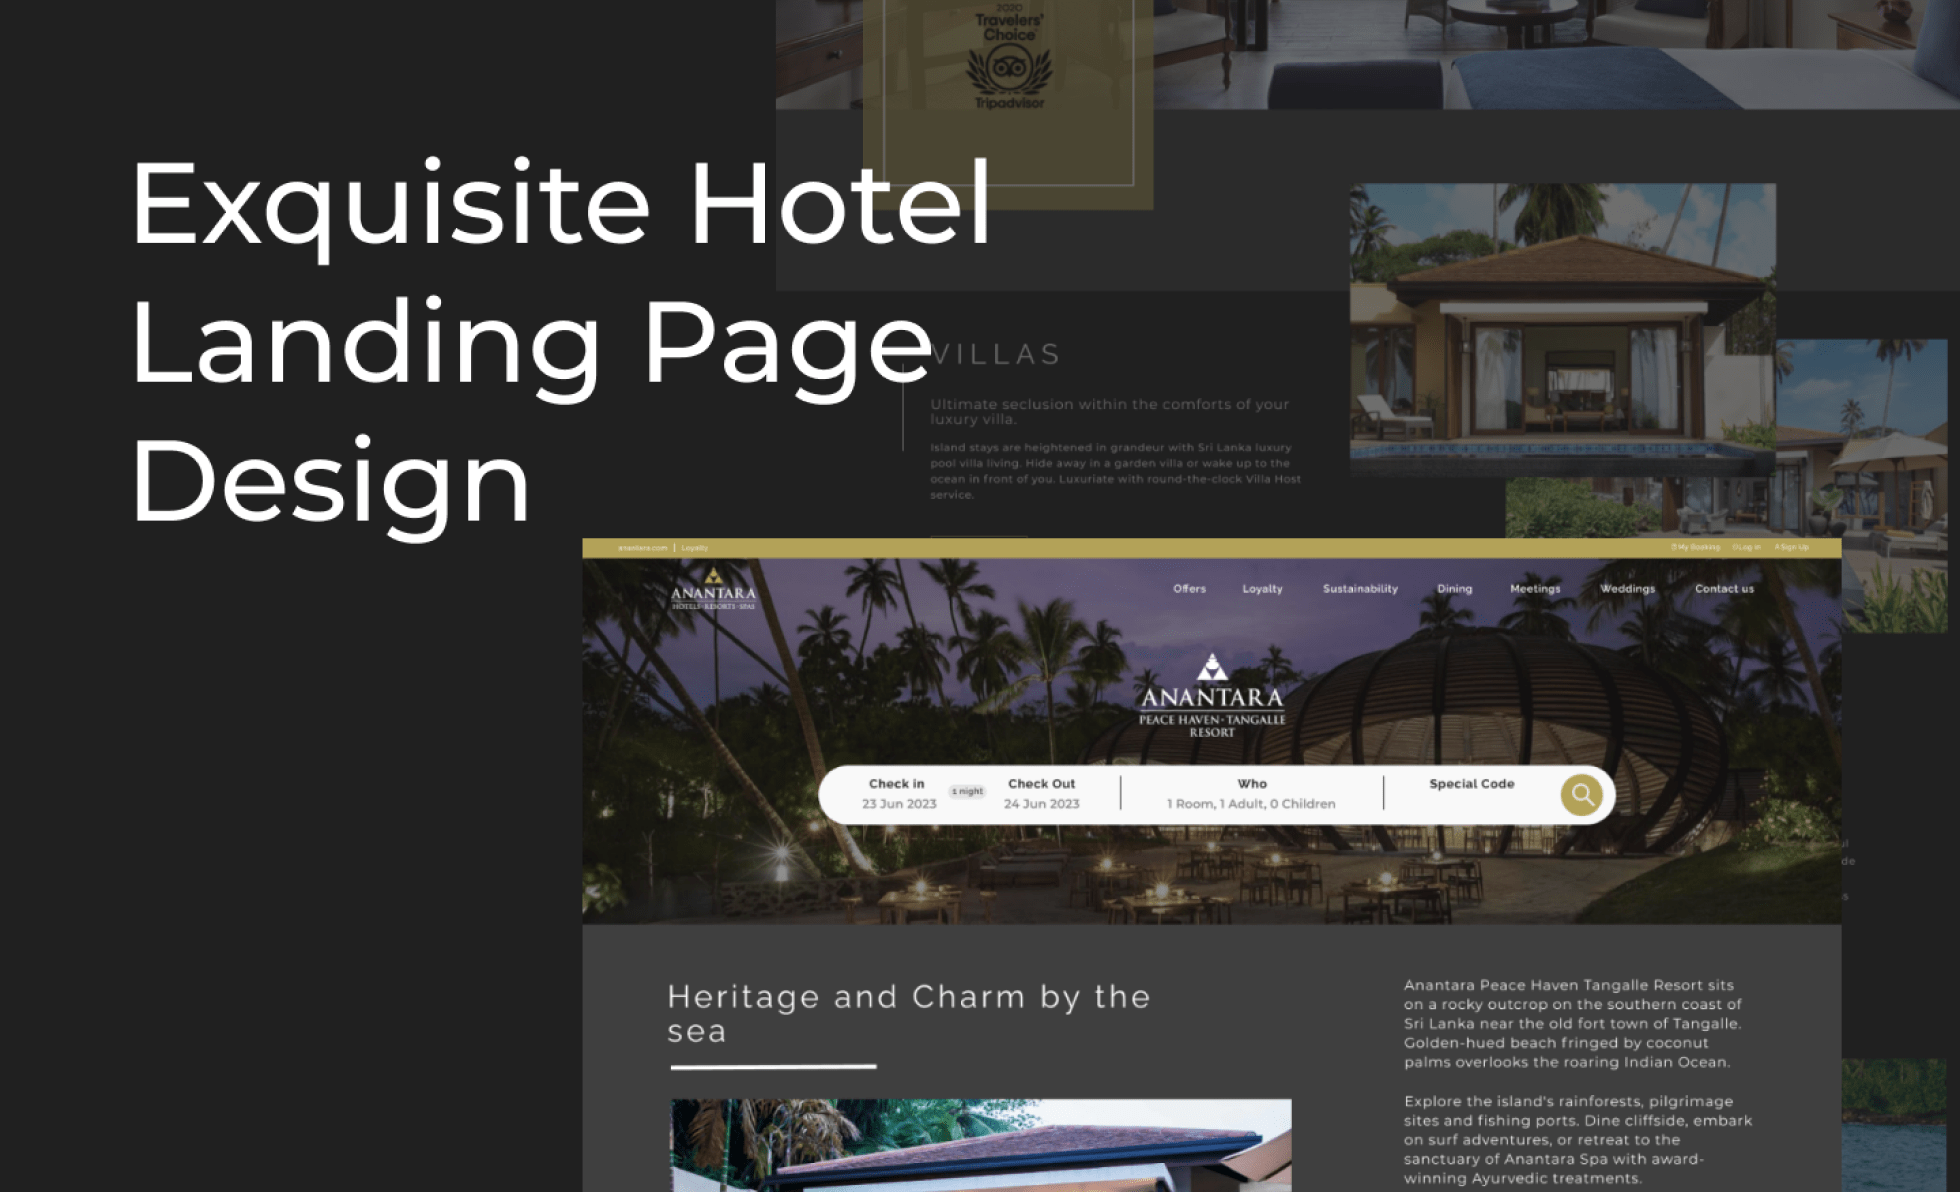 2020
Travelers'
Choice
Tripadvisor
Exquisite Hotel
Landing Page
Design
VILLAS
Ultimate seclusion within the comforts of your
luxury villa.
Island stays are heightened in grandeur with Sri Lanka luxury
pool villa living. Hide away in a garden villa or wake up to the
ocean in front of you. Luxuriate with round-the-clock Villa Host
service.
anantara.com | Loyalty
My Booking Log in Sign Up
ANANTARA
HOTELS · RESORTS · SPAS
Offers Loyalty Sustainability Dining Meetings Weddings Contact us
ANANTARA
PEACE HAVEN · TANGALLE
RESORT
Check in 1 night Check Out Who Special Code
23 Jun 2023 24 Jun 2023 1 Room, 1 Adult, 0 Children
Heritage and Charm by the
sea
Anantara Peace Haven Tangalle Resort sits
on a rocky outcrop on the southern coast of
Sri Lanka near the old fort town of Tangalle.
Golden-hued beach fringed by coconut
palms overlooks the roaring Indian Ocean.
Explore the island's rainforests, pilgrimage
sites and fishing ports. Dine cliffside, embark
on surf adventures, or retreat to the
sanctuary of Anantara Spa with award-
winning Ayurvedic treatments.